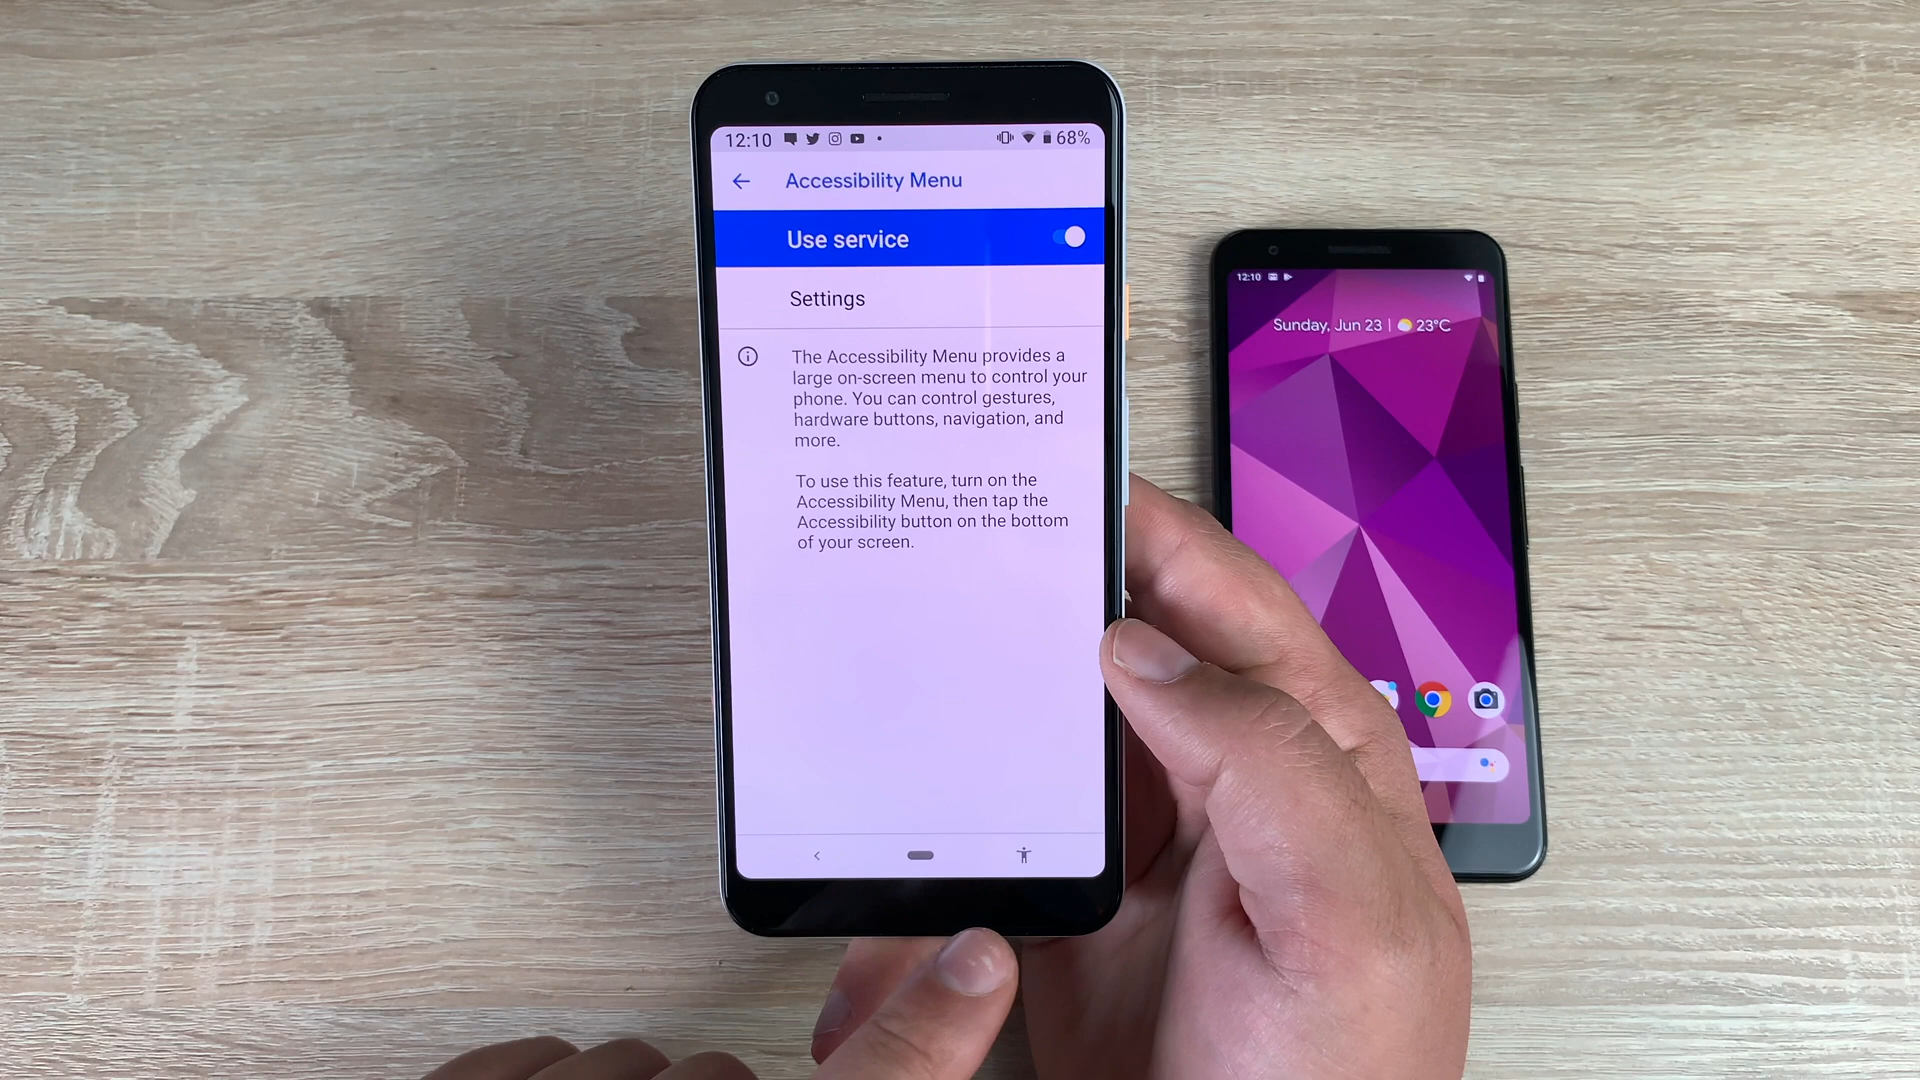 12:10 68%
Accessibility Menu
Use service
Settings
The Accessibility Menu provides a
large on-screen menu to control your
phone. You can control gestures,
hardware buttons, navigation, and
more.
To use this feature, turn on the
Accessibility Menu, then tap the
Accessibility button on the bottom
of your screen.
12:10
Sunday, Jun 23 | 23°C